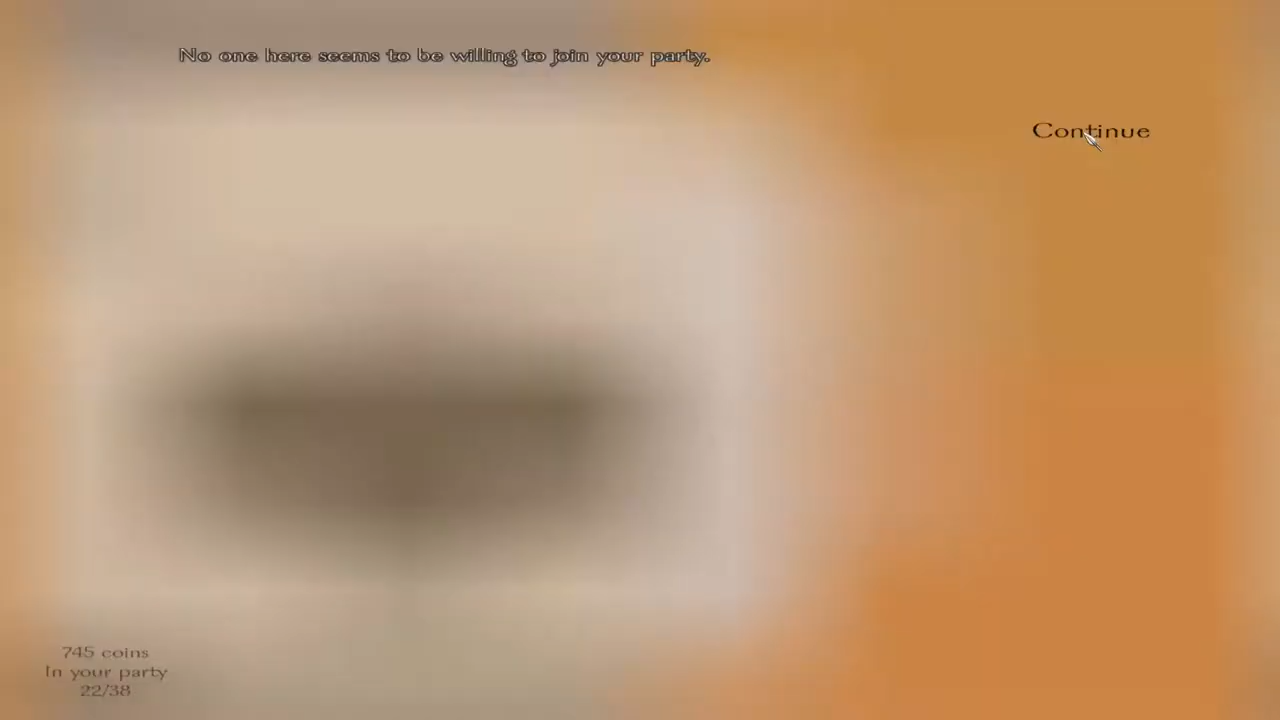 No one here seems to be willing to join your party.
Continue
745 coins
In your party
22/38